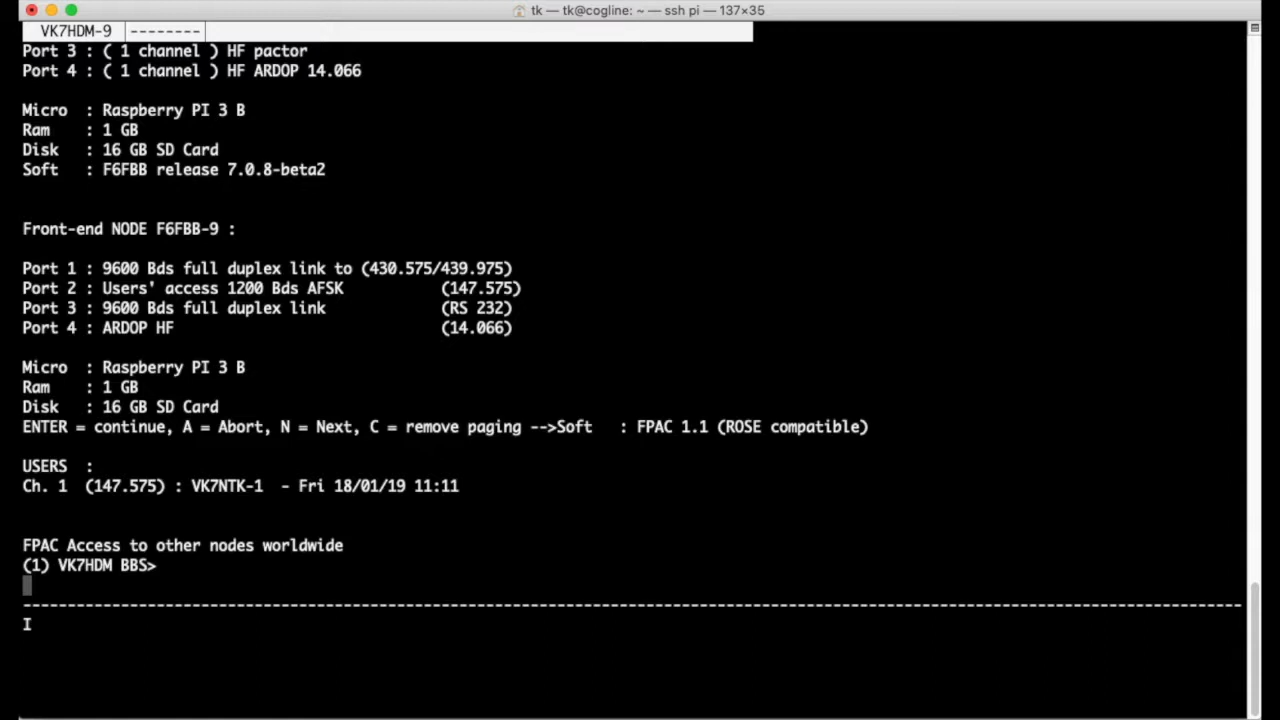 tk — tk@cogline: ~ — ssh pi — 137×35
VK7HDM-9 --------
Port 3 : ( 1 channel ) HF pactor
Port 4 : ( 1 channel ) HF ARDOP 14.066
Micro : Raspberry PI 3 B
Ram : 1 GB
Disk : 16 GB SD Card
Soft : F6FBB release 7.0.8-beta2
Front-end NODE F6FBB-9 :
Port 1 : 9600 Bds full duplex link to (430.575/439.975)
Port 2 : Users' access 1200 Bds AFSK (147.575)
Port 3 : 9600 Bds full duplex link (RS 232)
Port 4 : ARDOP HF (14.066)
Micro : Raspberry PI 3 B
Ram : 1 GB
Disk : 16 GB SD Card
ENTER = continue, A = Abort, N = Next, C = remove paging -->Soft : FPAC 1.1 (ROSE compatible)
USERS :
Ch. 1 (147.575) : VK7NTK-1 - Fri 18/01/19 11:11
FPAC Access to other nodes worldwide
(1) VK7HDM BBS>
-----------------------------------------------------------------------------------------------------------------------------------------
I